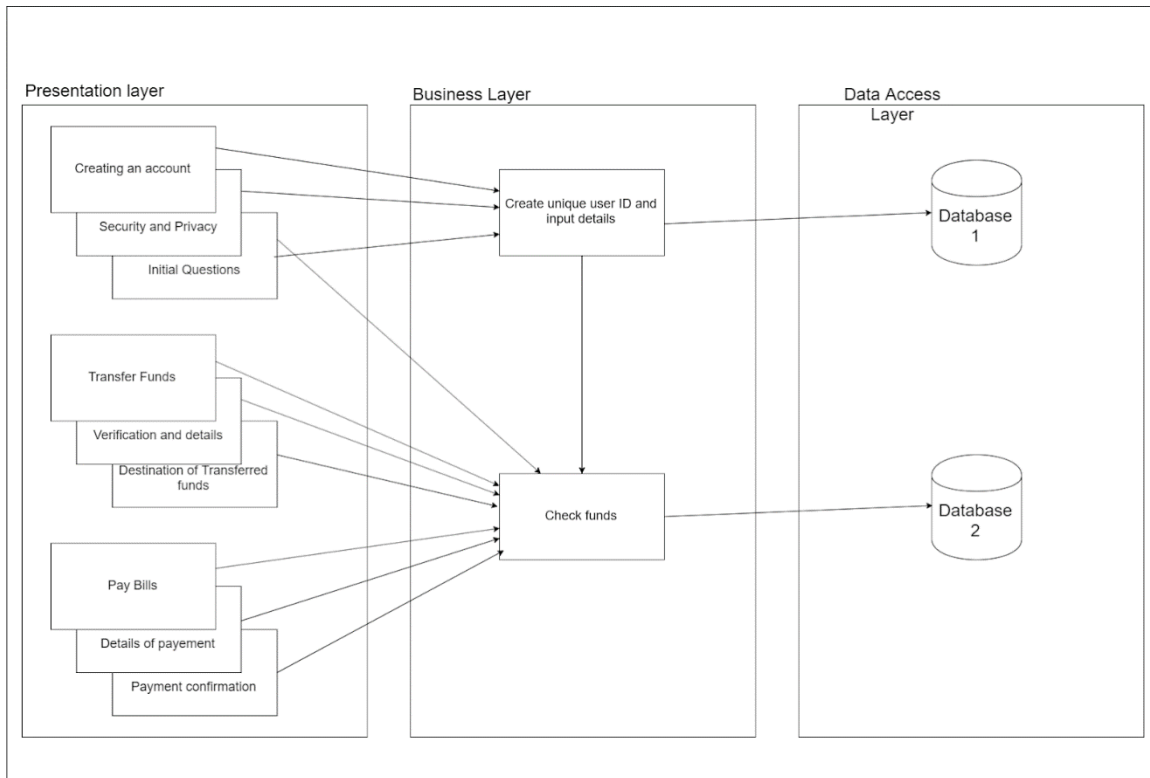 Presentation layer
Business Layer
Data Access
Layer
Creating an account
Security and Privacy
Initial Questions
Create unique user ID and
input details
Database
1
Transfer Funds
Verification and details
Destination of Transferred
funds
Check funds
Database
2
Pay Bills
Details of payment
Payment confirmation